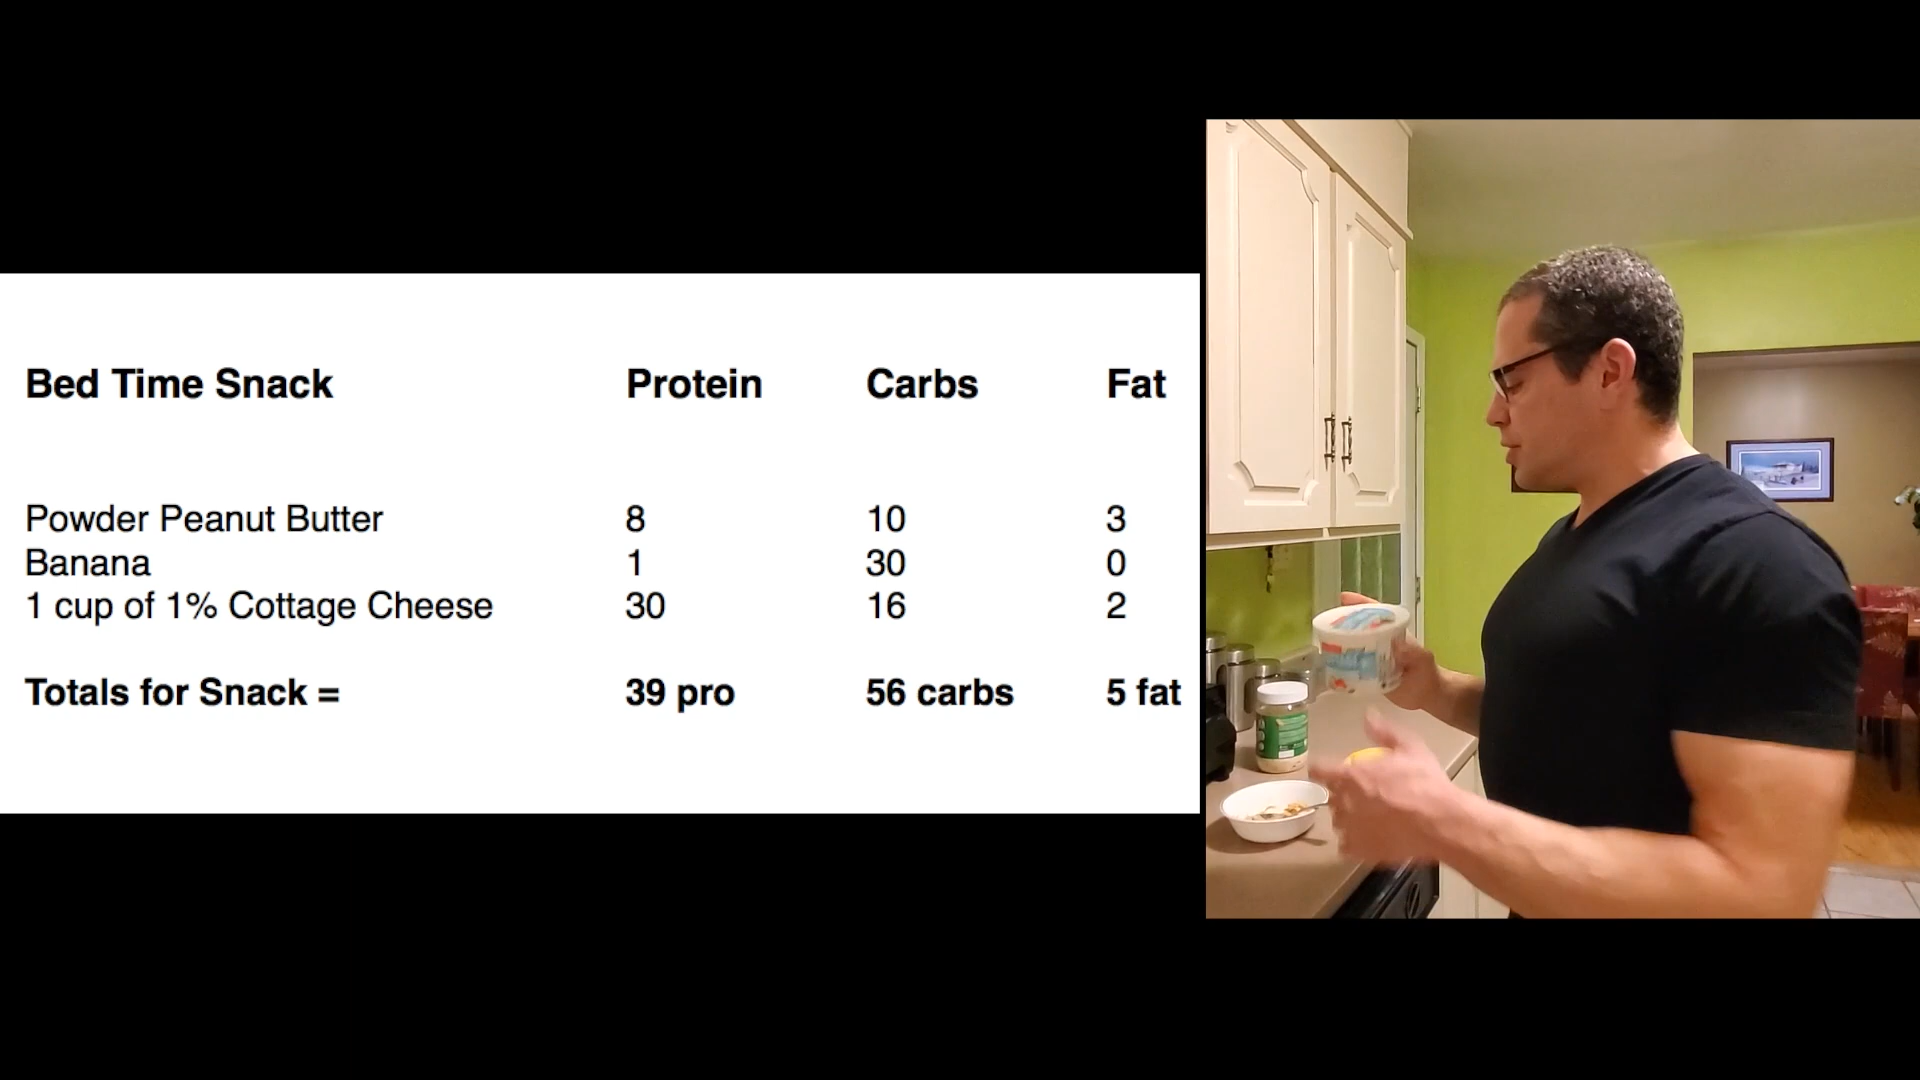 Bed Time Snack Protein Carbs Fat
Powder Peanut Butter 8 10 3
Banana 1 30 0
1 cup of 1% Cottage Cheese 30 16 2
Totals for Snack = 39 pro 56 carbs 5 fat